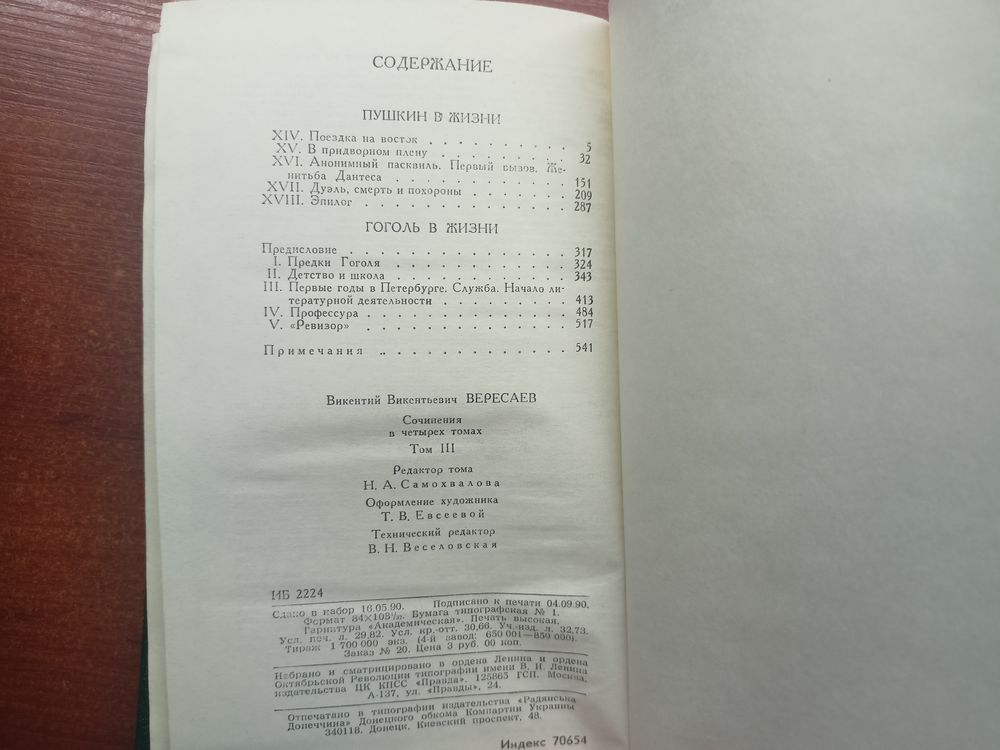 СОДЕРЖАНИЕ
ПУШКИН В ЖИЗНИ
XIV. Поездка на восток . . . . . . . . . . 5
XV. В придворном плену . . . . . . . . . 32
XVI. Анонимный пасквиль. Первый вызов. Же-
нитьба Дантеса . . . . . . . . . . . . 151
XVII. Дуэль, смерть и похороны . . . . . . . 209
XVIII. Эпилог . . . . . . . . . . . . . . 287
ГОГОЛЬ В ЖИЗНИ
Предисловие . . . . . . . . . . . . . . 317
I. Предки Гоголя . . . . . . . . . . . . 324
II. Детство и школа . . . . . . . . . . . 343
III. Первые годы в Петербурге. Служба. Начало ли-
тературной деятельности . . . . . . . . . 413
IV. Профессура . . . . . . . . . . . . . 484
V. «Ревизор» . . . . . . . . . . . . . 517
Примечания . . . . . . . . . . . . . 541
Викентий Викентьевич ВЕРЕСАЕВ
Сочинения
в четырех томах
Том III
Редактор тома
Н. А. Самохвалова
Оформление художника
Т. В. Евсеевой
Технический редактор
В. Н. Веселовская
ИБ 2224
Сдано в набор 16.05.90. Подписано к печати 04.09.90.
Формат 84×108¹/₃₂. Бумага типографская № 1.
Гарнитура «Академическая». Печать высокая.
Усл. печ. л. 29,82. Усл. кр.-отт. 30,66. Уч.-изд. л. 32,73.
Тираж 1 700 000 экз. (4-й завод: 650 001—850 000).
Заказ № 20. Цена 3 руб. 00 коп.
Набрано и сматрицировано в ордена Ленина и ордена
Октябрьской Революции типографии имени В. И. Ленина
издательства ЦК КПСС «Правда». 125865 ГСП. Москва,
А-137, ул. «Правды», 24.
Отпечатано в типографии издательства «Радянська
Донеччина» Донецкого обкома Компартии Украины
340118. Донецк, Киевский проспект, 48.
Индекс 70654